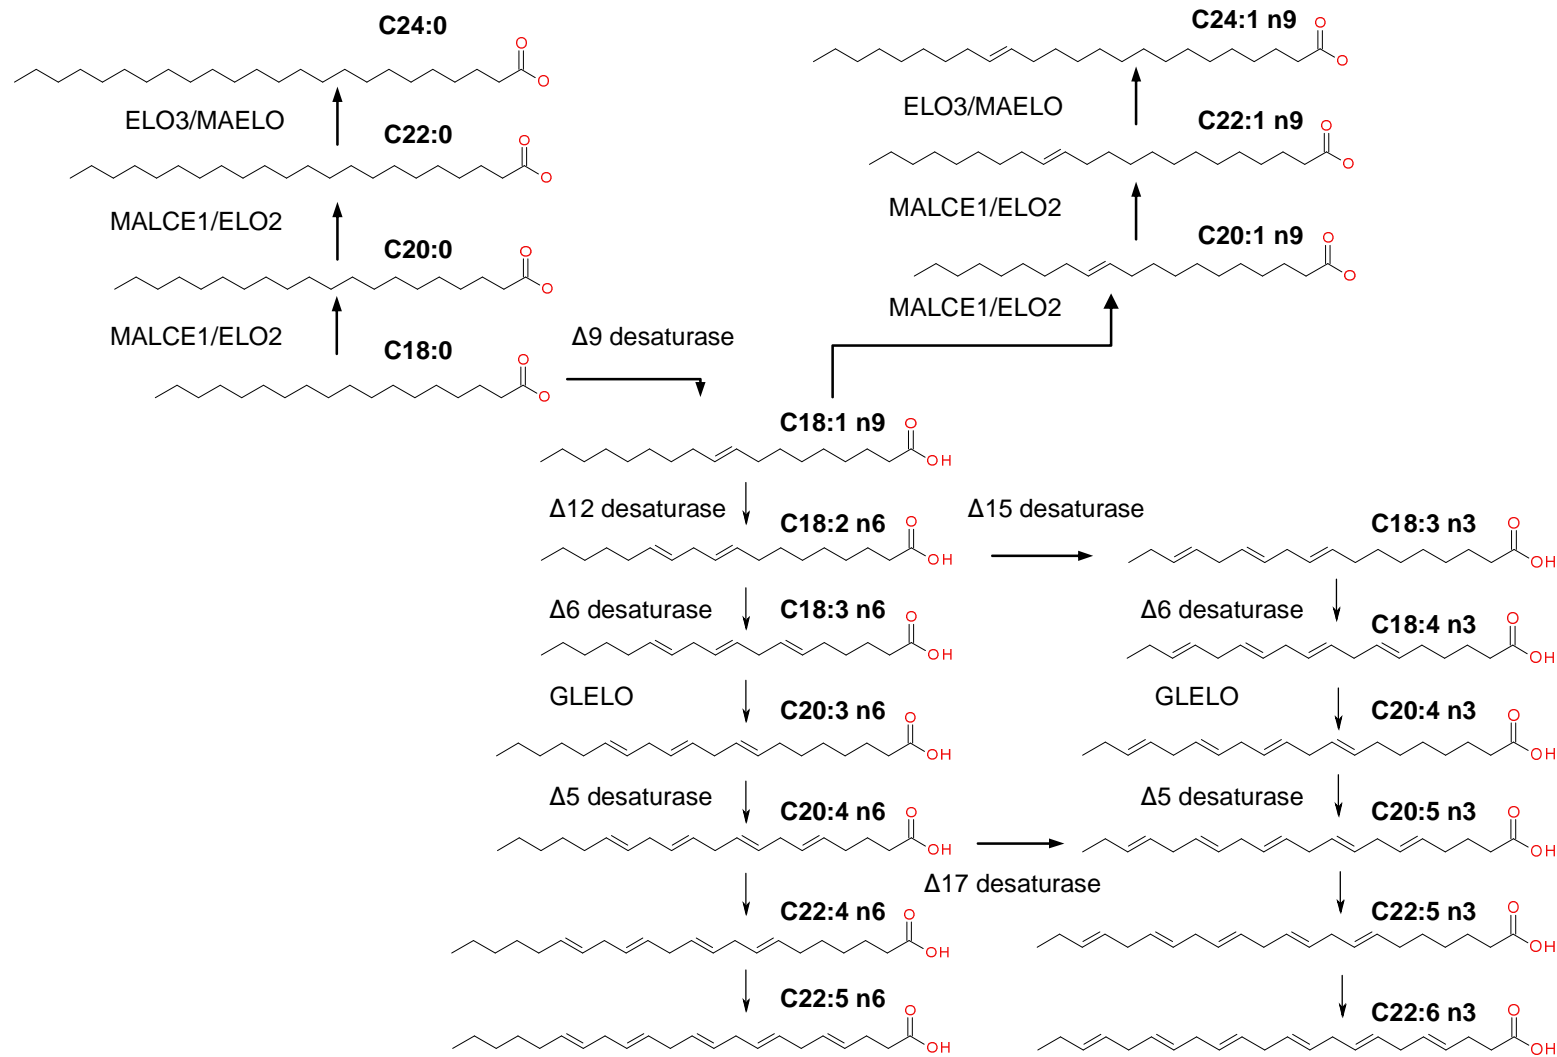 C24:0
O
O
ELO3/MAELO
C22:0
O
O
MALCE1/ELO2
C20:0
O
O
MALCE1/ELO2
C18:0
O
O
Δ9 desaturase
C24:1 n9
O
O
ELO3/MAELO
C22:1 n9
O
O
MALCE1/ELO2
C20:1 n9
O
O
MALCE1/ELO2
C18:1 n9
O
OH
Δ12 desaturase
C18:2 n6
O
OH
Δ15 desaturase
C18:3 n3
O
OH
Δ6 desaturase
C18:3 n6
O
OH
Δ6 desaturase
C18:4 n3
O
OH
GLELO
C20:3 n6
O
OH
GLELO
C20:4 n3
O
OH
Δ5 desaturase
C20:4 n6
O
OH
Δ5 desaturase
C20:5 n3
O
OH
Δ17 desaturase
C22:4 n6
O
OH
C22:5 n3
O
OH
C22:5 n6
O
OH
C22:6 n3
O
OH